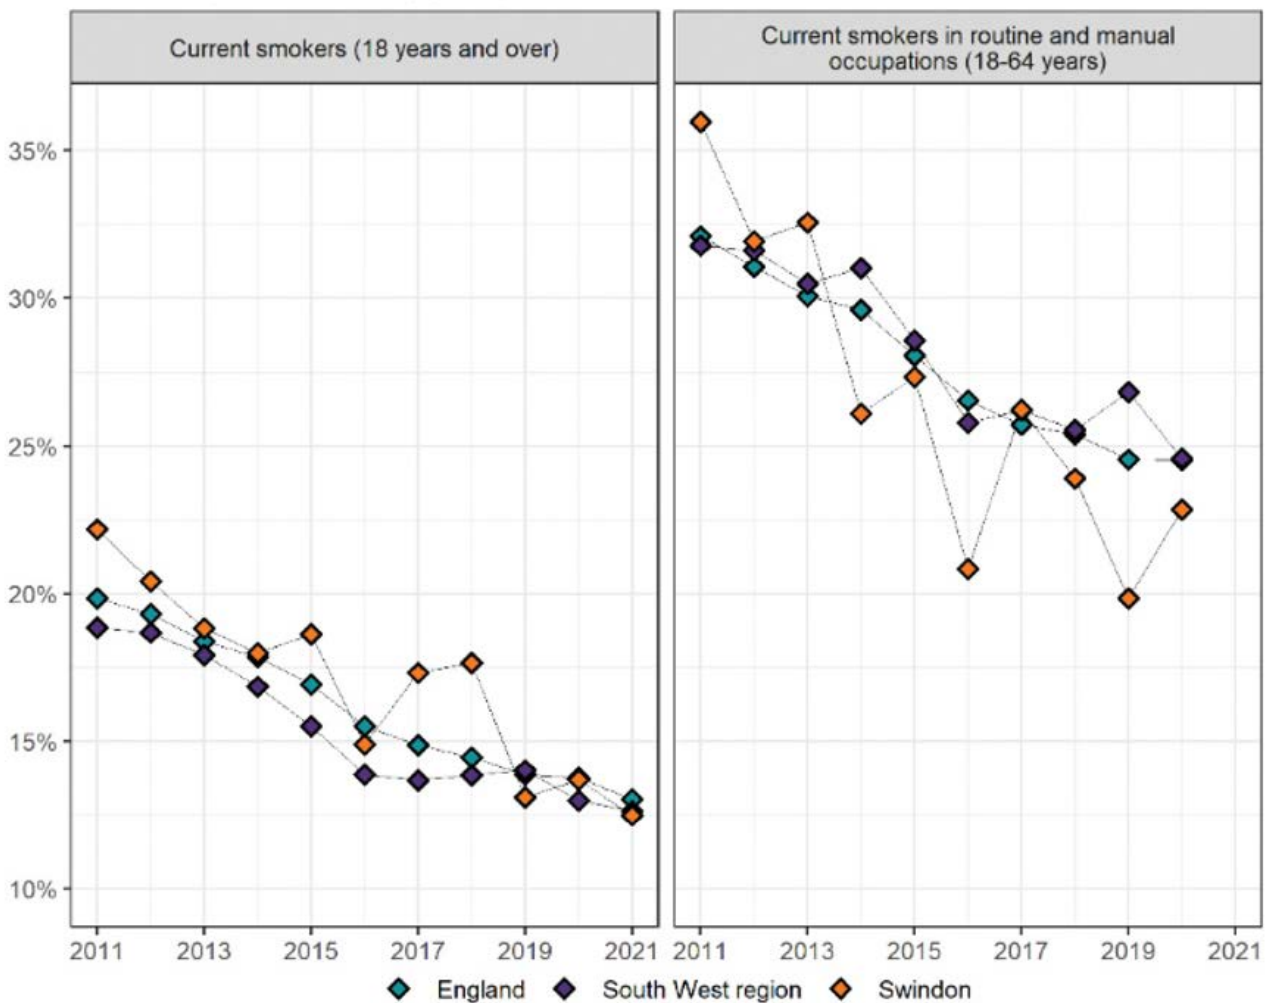 Current smokers (18 years and over)
Current smokers in routine and manual
occupations (18-64 years)
35%
30%
25%
20%
15%
10%
2011 2013 2015 2017 2019 2021 2011 2013 2015 2017 2019 2021
England South West region Swindon